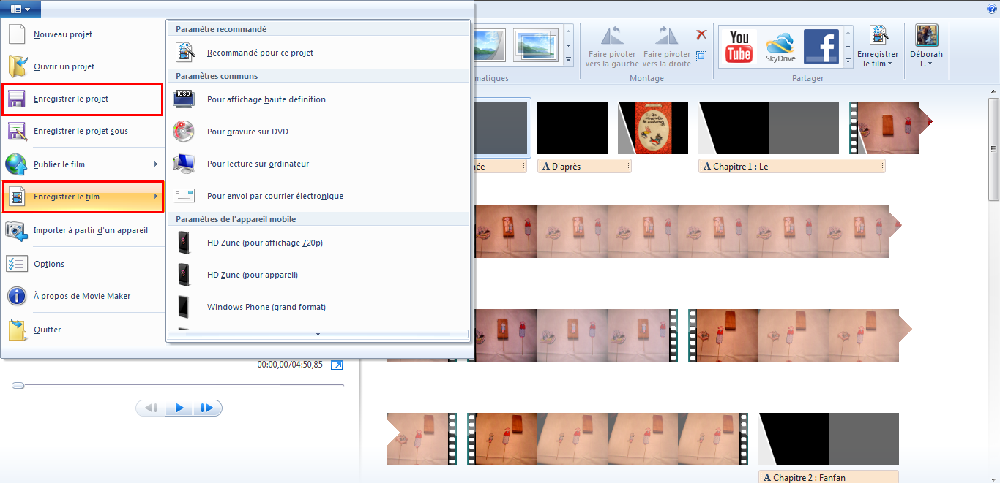 Nouveau projet
Ouvrir un projet
Enregistrer le projet
Enregistrer le projet sous
Publier le film
Enregistrer le film
Importer à partir d'un appareil
Options
À propos de Movie Maker
Quitter
Paramètre recommandé
Recommandé pour ce projet
Paramètres communs
1080
Pour affichage haute définition
Pour gravure sur DVD
Pour lecture sur ordinateur
Pour envoi par courrier électronique
Paramètres de l'appareil mobile
HD Zune (pour affichage 720p)
HD Zune (pour appareil)
Windows Phone (grand format)
matiques
Faire pivoter
vers la gauche
Faire pivoter
vers la droite
Montage
You
Tube
SkyDrive
f
Partager
Enregistrer
le film
Déborah
L.
née
A D'après
A Chapitre 1 : Le
00:00,00/04:50,85
A Chapitre 2 : Fanfan